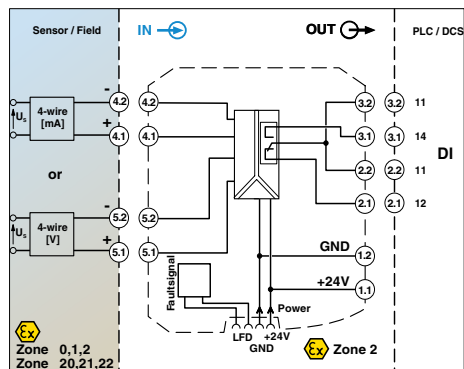 Sensor / Field
IN
OUT
PLC / DCS
4-wire
[mA]
Us
-
+
4.2
4.1
4.2
4.1
3.2
3.2
11
3.1
3.1
14
2.2
2.2
11
2.1
2.1
12
DI
or
4-wire
[V]
Us
-
+
5.2
5.1
5.2
5.1
GND
1.2
+24V
1.1
Faultsignal
Power
LFD
+24V
GND
Ex
Zone 2
Ex
Zone 0,1,2
Zone 20,21,22